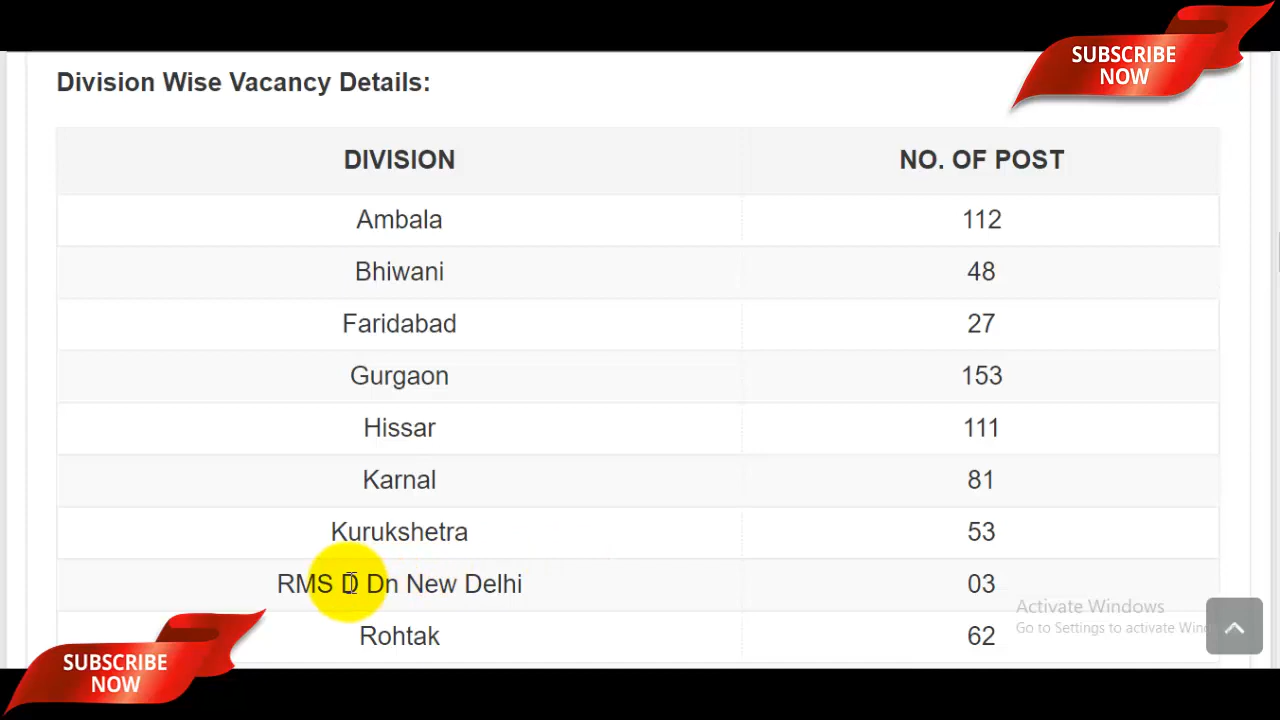 SUBSCRIBE
NOW
Division Wise Vacancy Details:
DIVISION NO. OF POST
Ambala 112
Bhiwani 48
Faridabad 27
Gurgaon 153
Hissar 111
Karnal 81
Kurukshetra 53
RMS D Dn New Delhi 03
Activate Windows
Go to Settings to activate
Rohtak 62
SUBSCRIBE
NOW